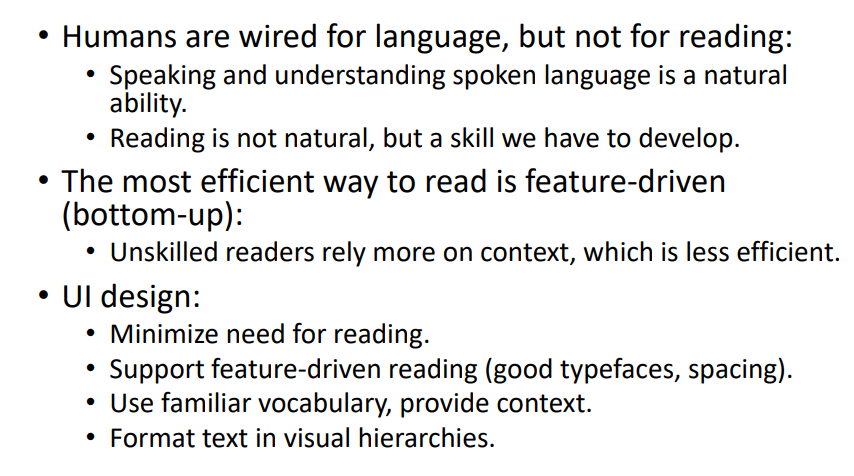 • Humans are wired for language, but not for reading:
• Speaking and understanding spoken language is a natural
ability.
• Reading is not natural, but a skill we have to develop.
• The most efficient way to read is feature-driven
(bottom-up):
• Unskilled readers rely more on context, which is less efficient.
• UI design:
• Minimize need for reading.
• Support feature-driven reading (good typefaces, spacing).
• Use familiar vocabulary, provide context.
• Format text in visual hierarchies.